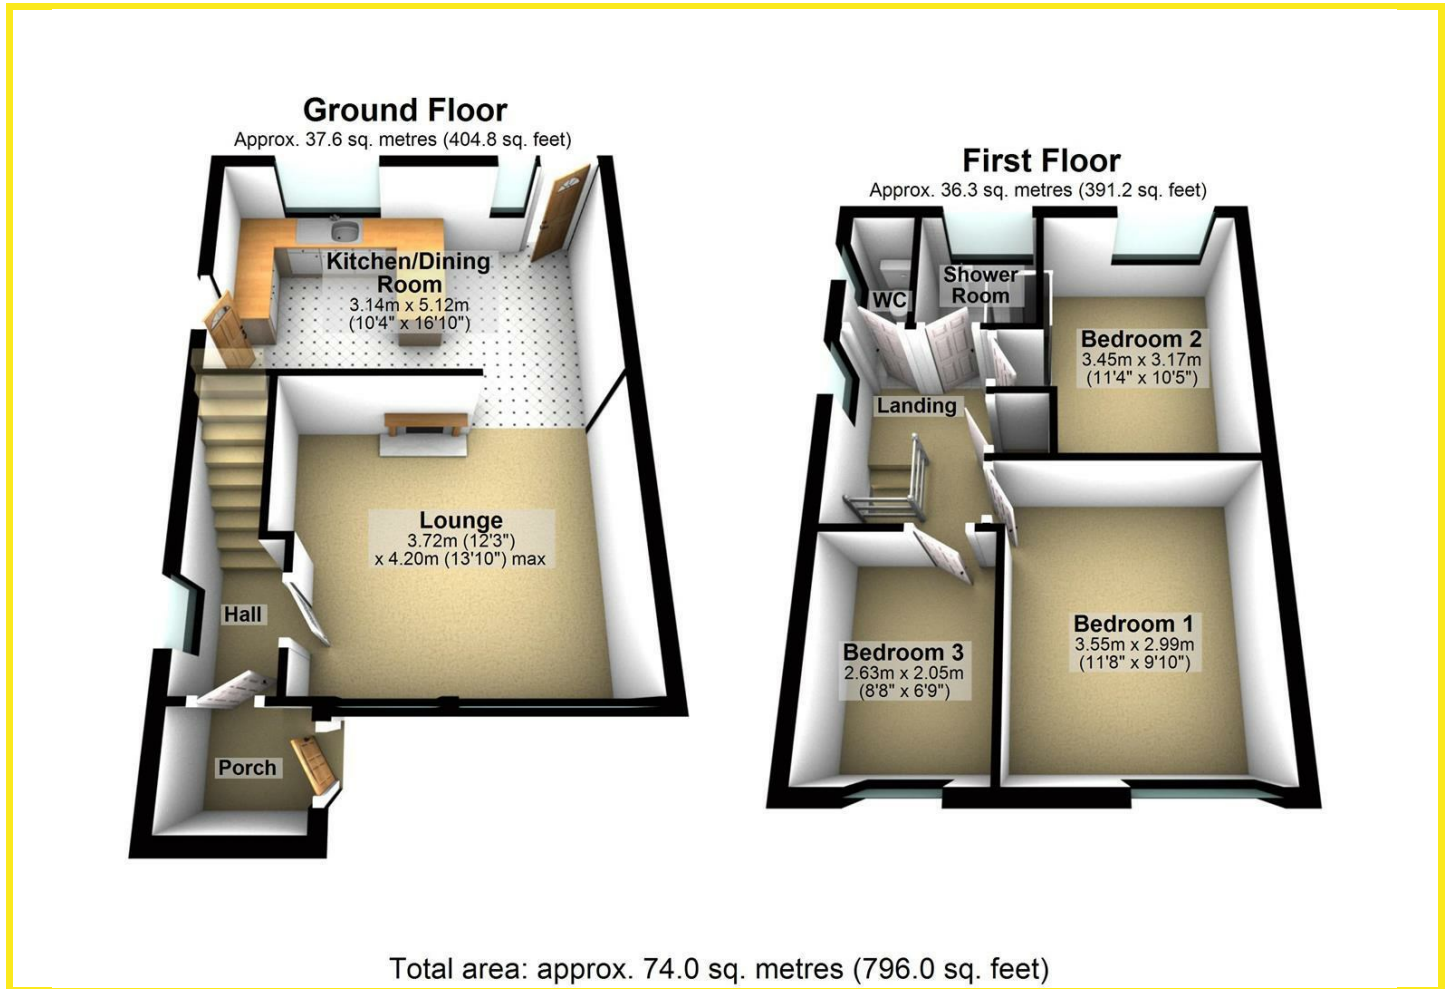 Ground Floor
Approx. 37.6 sq. metres (404.8 sq. feet)
Kitchen/Dining
Room
3.14m x 5.12m
(10'4" x 16'10")
Lounge
3.72m (12'3")
x 4.20m (13'10") max
Hall
Porch
First Floor
Approx. 36.3 sq. metres (391.2 sq. feet)
WC
Shower
Room
Bedroom 2
3.45m x 3.17m
(11'4" x 10'5")
Landing
Bedroom 3
2.63m x 2.05m
(8'8" x 6'9")
Bedroom 1
3.55m x 2.99m
(11'8" x 9'10")
Total area: approx. 74.0 sq. metres (796.0 sq. feet)